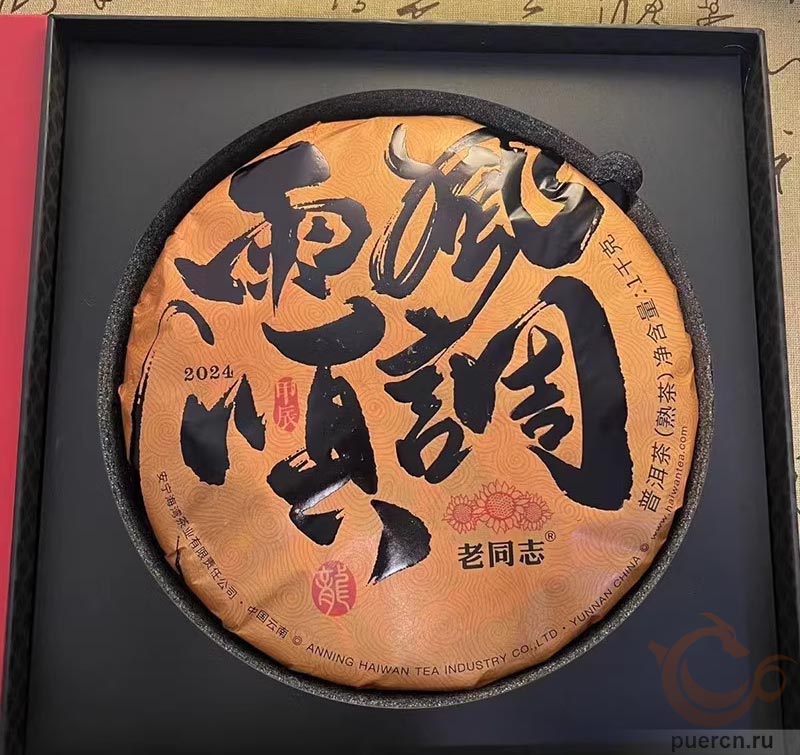 風調
雨順
2024
甲辰
龍
老同志®
普洱茶(熟茶)净含量:1千克
安宁海湾茶业有限责任公司·中国云南 © ANNING HAIWAN TEA INDUSTRY CO.,LTD · YUNNAN CHINA © www.haiwantea.com
puercn.ru